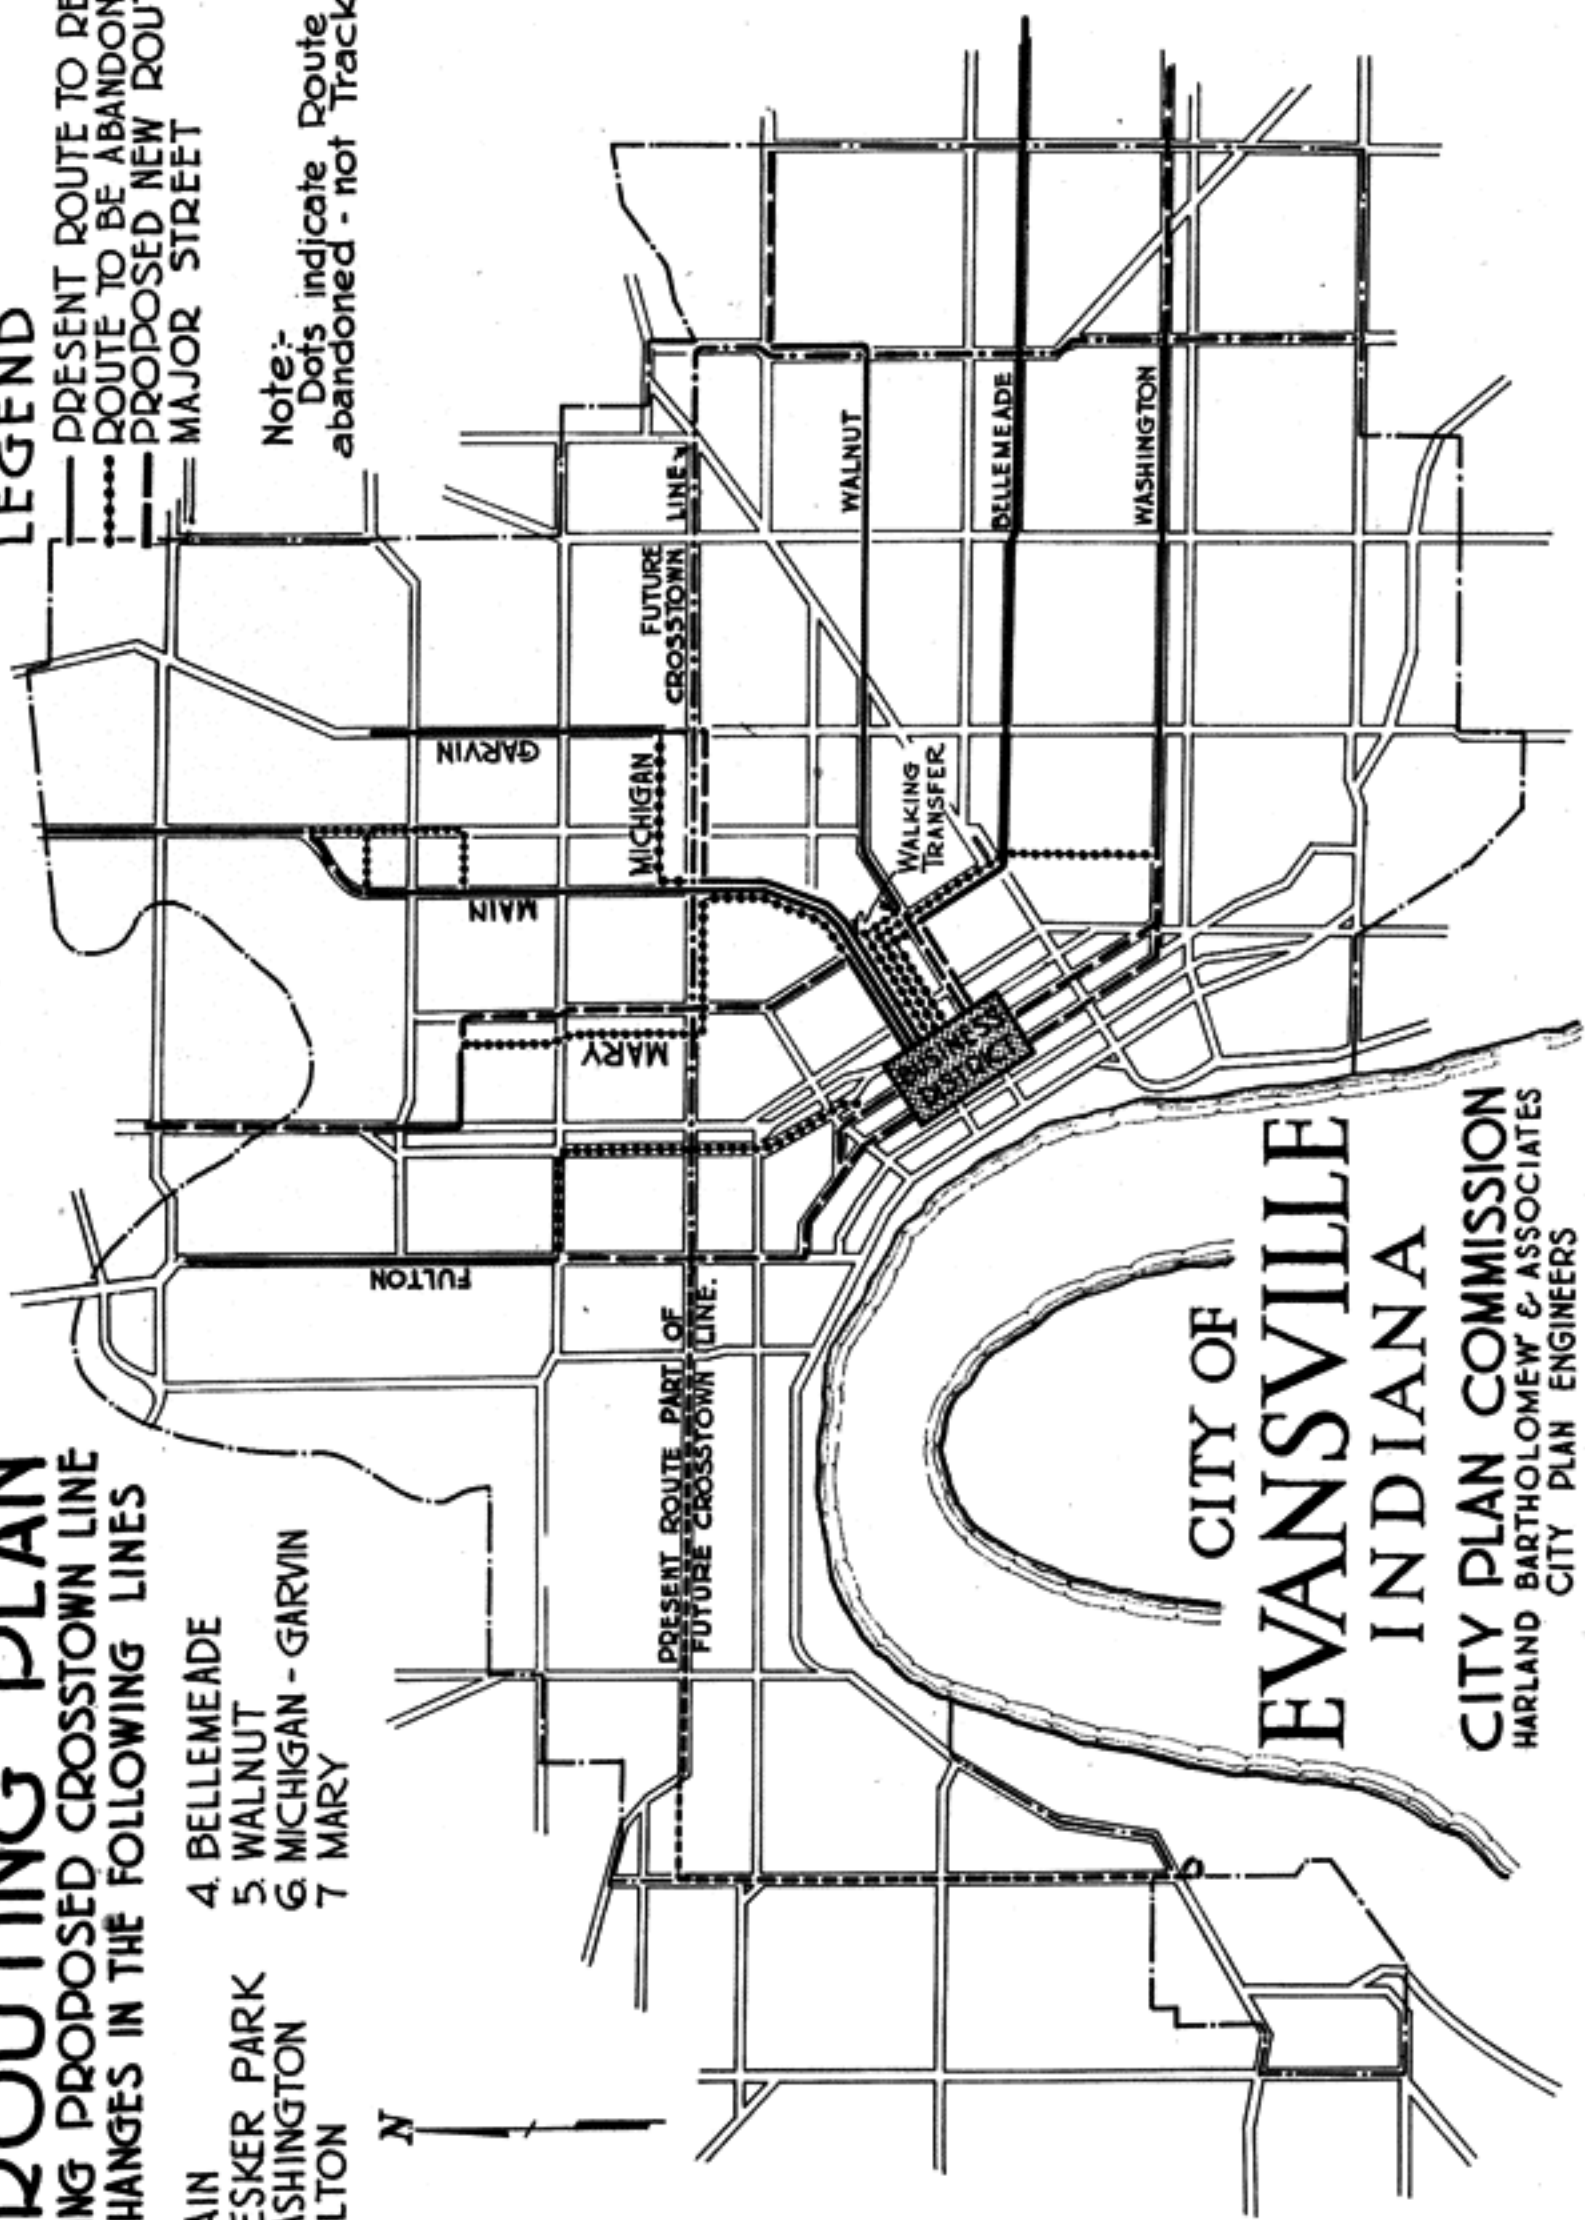 ROUTING PLAN
NG PROPOSED CROSSTOWN LINE
HANGES IN THE FOLLOWING LINES
AIN
ESKER PARK
ASHINGTON
LTON
4. BELLEMEADE
5. WALNUT
6. MICHIGAN - GARVIN
7 MARY
N
LEGEND
PRESENT ROUTE TO RE
ROUTE TO BE ABANDON
PROPOSED NEW ROUT
MAJOR STREET
Note:-
Dots indicate Route
abandoned - not Track
FULTON
MARY
MAIN
GARVIN
MICHIGAN
FUTURE
CROSSTOWN LINE
PRESENT ROUTE PART OF
FUTURE CROSSTOWN LINE.
WALNUT
WALKING
TRANSFER
BELLEMEADE
WASHINGTON
BUSINESS
DISTRICT
CITY OF
EVANSVILLE
INDIANA
CITY PLAN COMMISSION
HARLAND BARTHOLOMEW & ASSOCIATES
CITY PLAN ENGINEERS